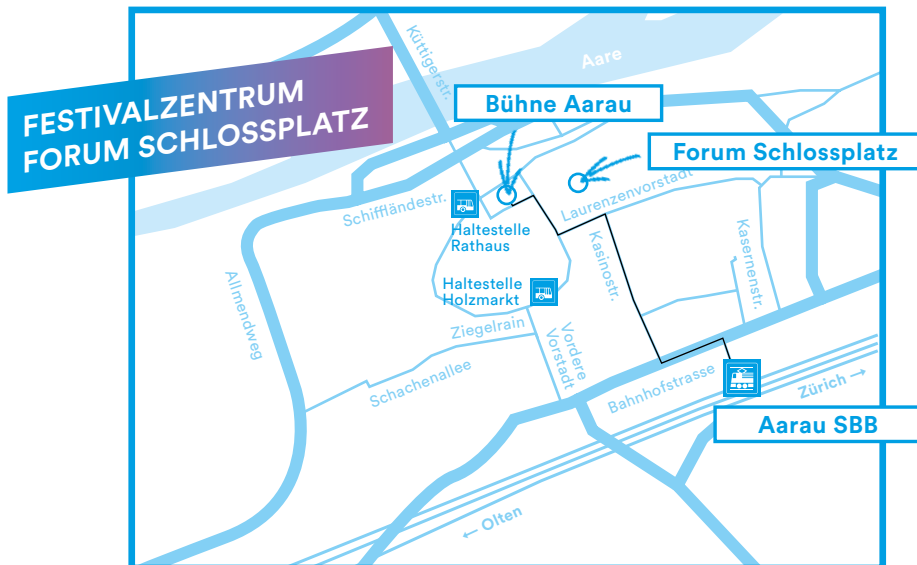 FESTIVALZENTRUM
FORUM SCHLOSSPLATZ
Küttigerstr.
Aare
Bühne Aarau
Forum Schlossplatz
Laurenzenvorstadt
Schiffländestr.
Haltestelle
Rathaus
Haltestelle
Holzmarkt
Kasinostr.
Kasernenstr.
Allmendweg
Ziegelrain
Vordere
Vorstadt
Schachenallee
Bahnhofstrasse
Zürich →
Aarau SBB
← Olten